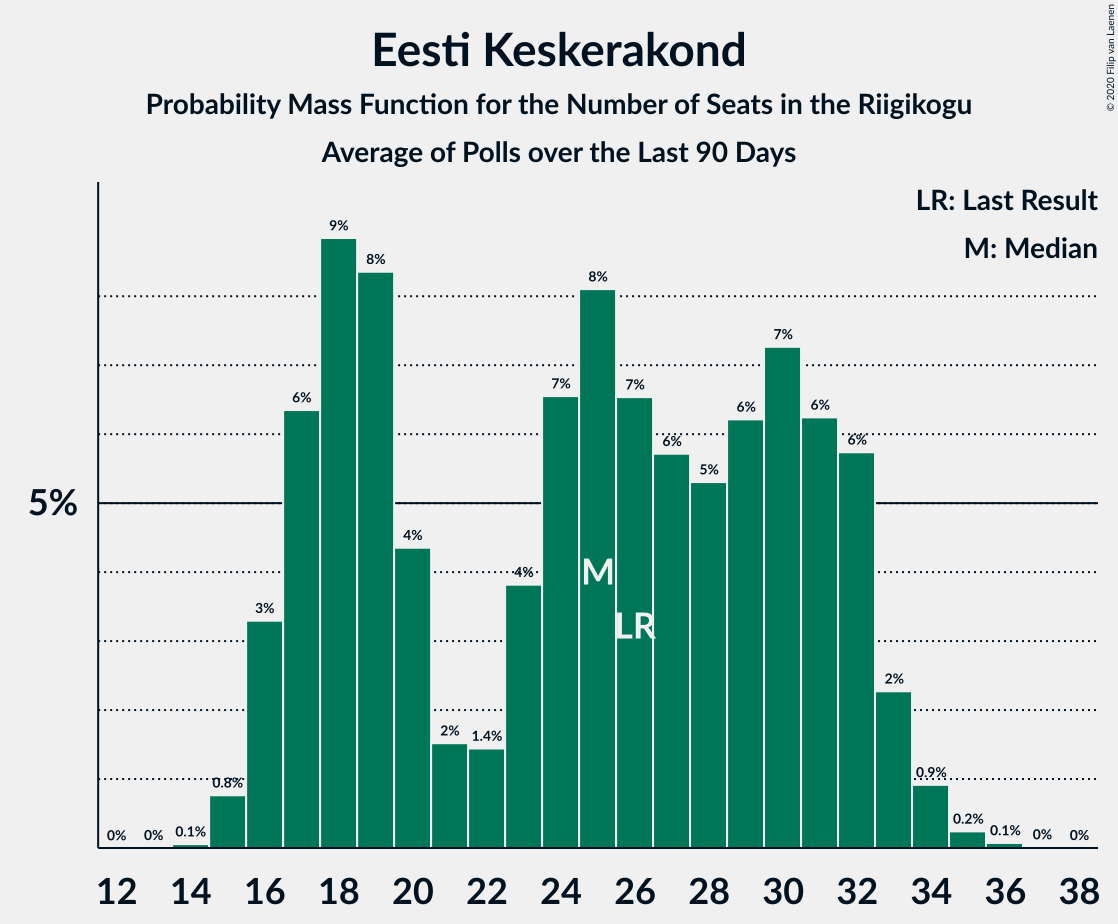 Eesti Keskerakond
Probability Mass Function for the Number of Seats in the Riigikogu
Average of Polls over the Last 90 Days
© 2020 Filip van Laenen
LR: Last Result
M: Median
5%
0% 0% 0.1% 0.8% 3% 6% 9% 8% 4% 2% 1.4% 4% 7% 8% 7% 6% 5% 6% 7% 6% 6% 2% 0.9% 0.2% 0.1% 0% 0%
M
LR
12 14 16 18 20 22 24 26 28 30 32 34 36 38